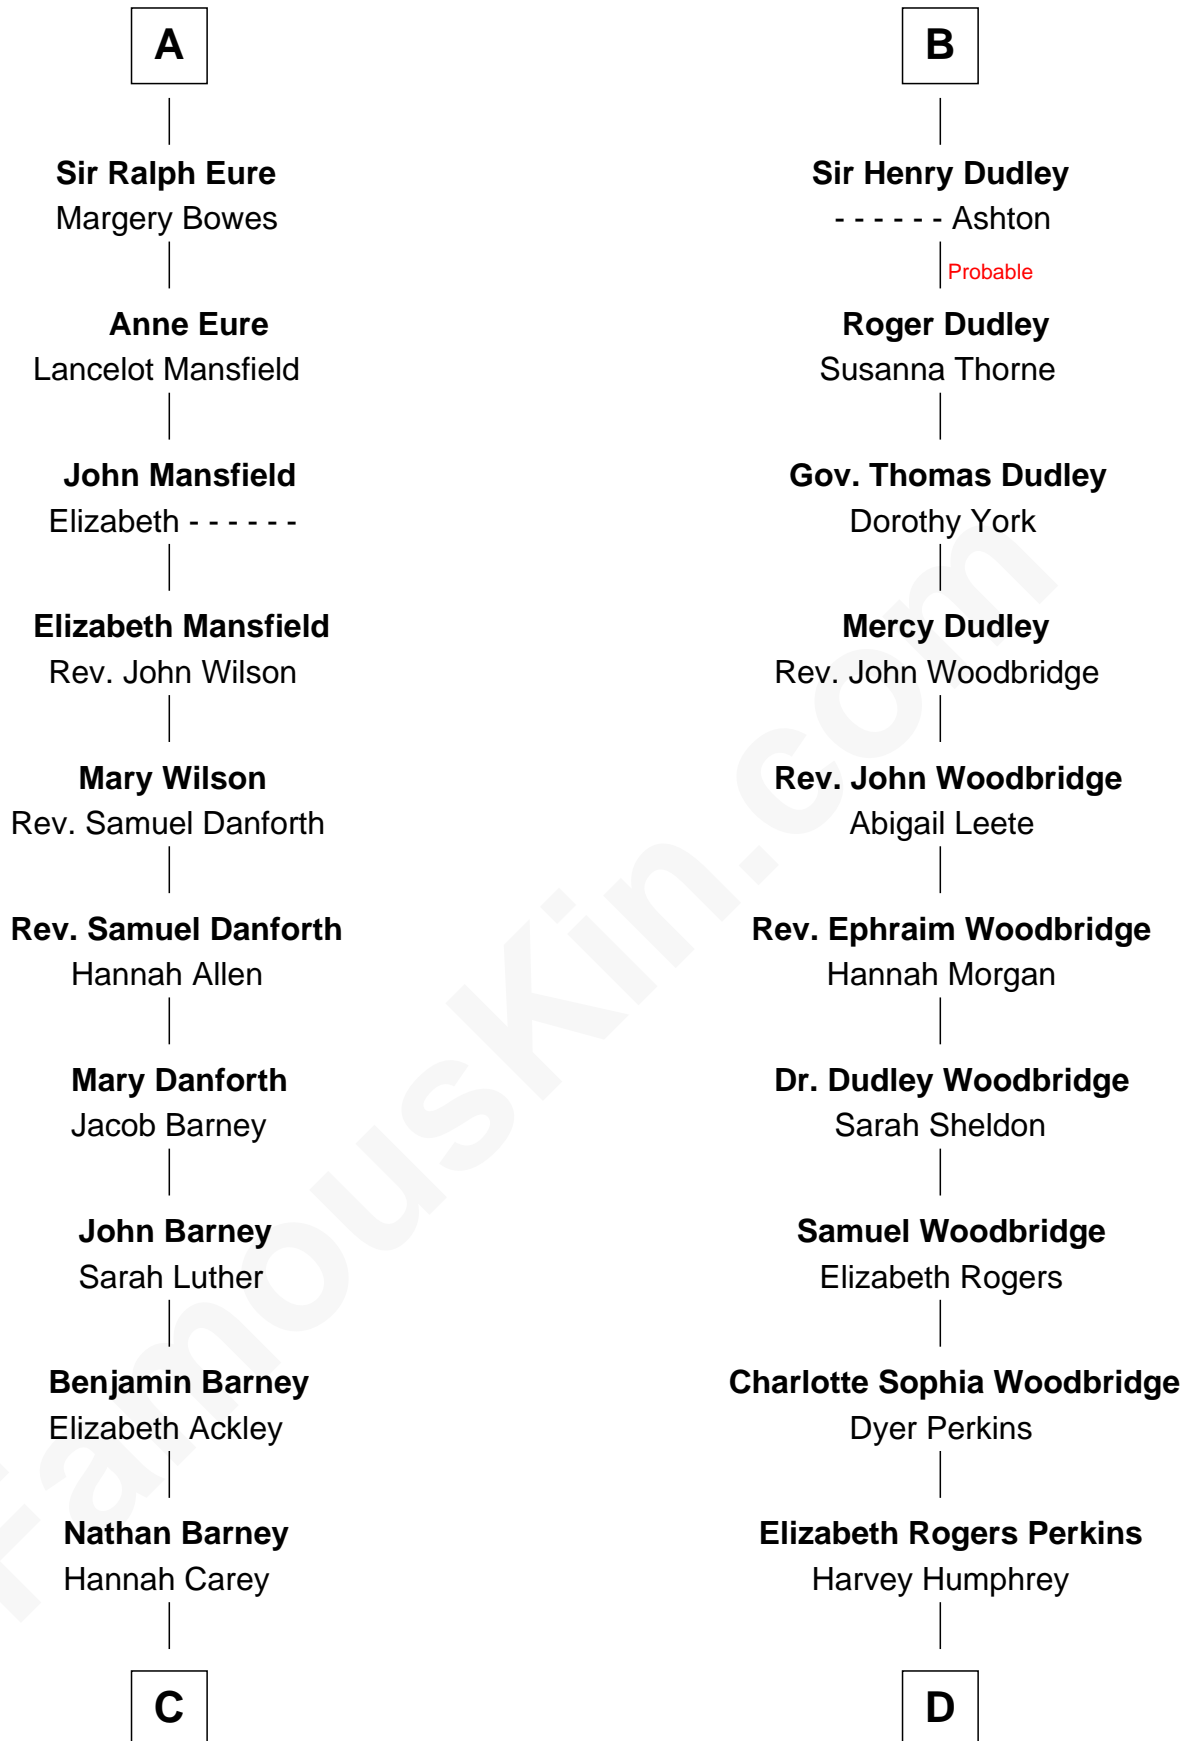 A
Sir Ralph Eure
Margery Bowes
Anne Eure
Lancelot Mansfield
John Mansfield
Elizabeth - - - - - -
Elizabeth Mansfield
Rev. John Wilson
Mary Wilson
Rev. Samuel Danforth
Rev. Samuel Danforth
Hannah Allen
Mary Danforth
Jacob Barney
John Barney
Sarah Luther
Benjamin Barney
Elizabeth Ackley
Nathan Barney
Hannah Carey
C
B
Sir Henry Dudley
- - - - - - Ashton
Probable
Roger Dudley
Susanna Thorne
Gov. Thomas Dudley
Dorothy York
Mercy Dudley
Rev. John Woodbridge
Rev. John Woodbridge
Abigail Leete
Rev. Ephraim Woodbridge
Hannah Morgan
Dr. Dudley Woodbridge
Sarah Sheldon
Samuel Woodbridge
Elizabeth Rogers
Charlotte Sophia Woodbridge
Dyer Perkins
Elizabeth Rogers Perkins
Harvey Humphrey
D
FamousKin.com